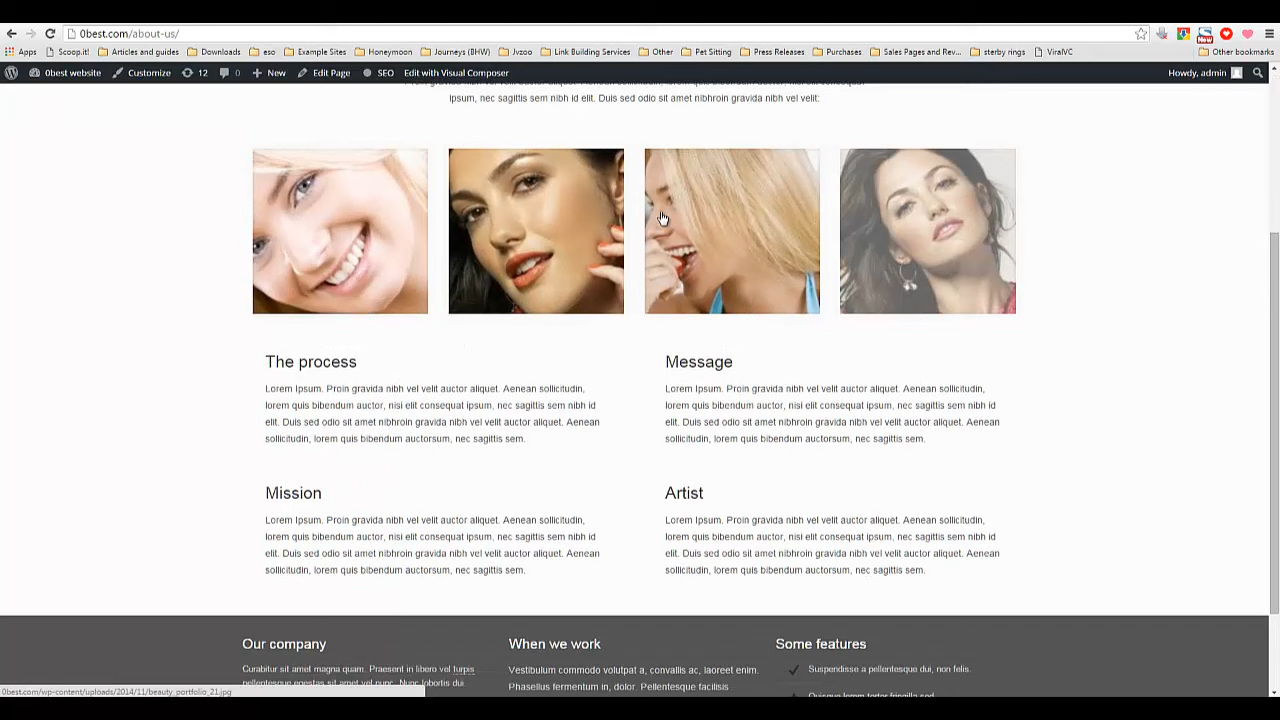 0best.com/about-us/
Apps Scoop.it! Articles and guides Downloads eso Example Sites Honeymoon Journeys (BHW) Jvzoo Link Building Services Other Pet Sitting Press Releases Purchases Sales Pages and Rev... sterby rings ViralVC Other bookmarks
0best website Customize 12 0 New Edit Page SEO Edit with Visual Composer Howdy, admin
New
ipsum, nec sagittis sem nibh id elit. Duis sed odio sit amet nibhroin gravida nibh vel velit:
The process
Lorem Ipsum. Proin gravida nibh vel velit auctor aliquet. Aenean sollicitudin,
lorem quis bibendum auctor, nisi elit consequat ipsum, nec sagittis sem nibh id
elit. Duis sed odio sit amet nibhroin gravida nibh vel velit auctor aliquet. Aenean
sollicitudin, lorem quis bibendum auctorsum, nec sagittis sem.
Message
Lorem Ipsum. Proin gravida nibh vel velit auctor aliquet. Aenean sollicitudin,
lorem quis bibendum auctor, nisi elit consequat ipsum, nec sagittis sem nibh id
elit. Duis sed odio sit amet nibhroin gravida nibh vel velit auctor aliquet. Aenean
sollicitudin, lorem quis bibendum auctorsum, nec sagittis sem.
Mission
Lorem Ipsum. Proin gravida nibh vel velit auctor aliquet. Aenean sollicitudin,
lorem quis bibendum auctor, nisi elit consequat ipsum, nec sagittis sem nibh id
elit. Duis sed odio sit amet nibhroin gravida nibh vel velit auctor aliquet. Aenean
sollicitudin, lorem quis bibendum auctorsum, nec sagittis sem.
Artist
Lorem Ipsum. Proin gravida nibh vel velit auctor aliquet. Aenean sollicitudin,
lorem quis bibendum auctor, nisi elit consequat ipsum, nec sagittis sem nibh id
elit. Duis sed odio sit amet nibhroin gravida nibh vel velit auctor aliquet. Aenean
sollicitudin, lorem quis bibendum auctorsum, nec sagittis sem.
Our company
Curabitur sit amet magna quam. Praesent in libero vel turpis
pellentesque egestas sit amet vel nunc. Nunc lobortis dui
When we work
Vestibulum commodo volutpat a, convallis ac, laoreet enim.
Phasellus fermentum in, dolor. Pellentesque facilisis
Some features
Suspendisse a pellentesque dui, non felis.
Quisque lorem tortor fringilla sed
0best.com/wp-content/uploads/2014/11/beauty_portfolio_21.jpg